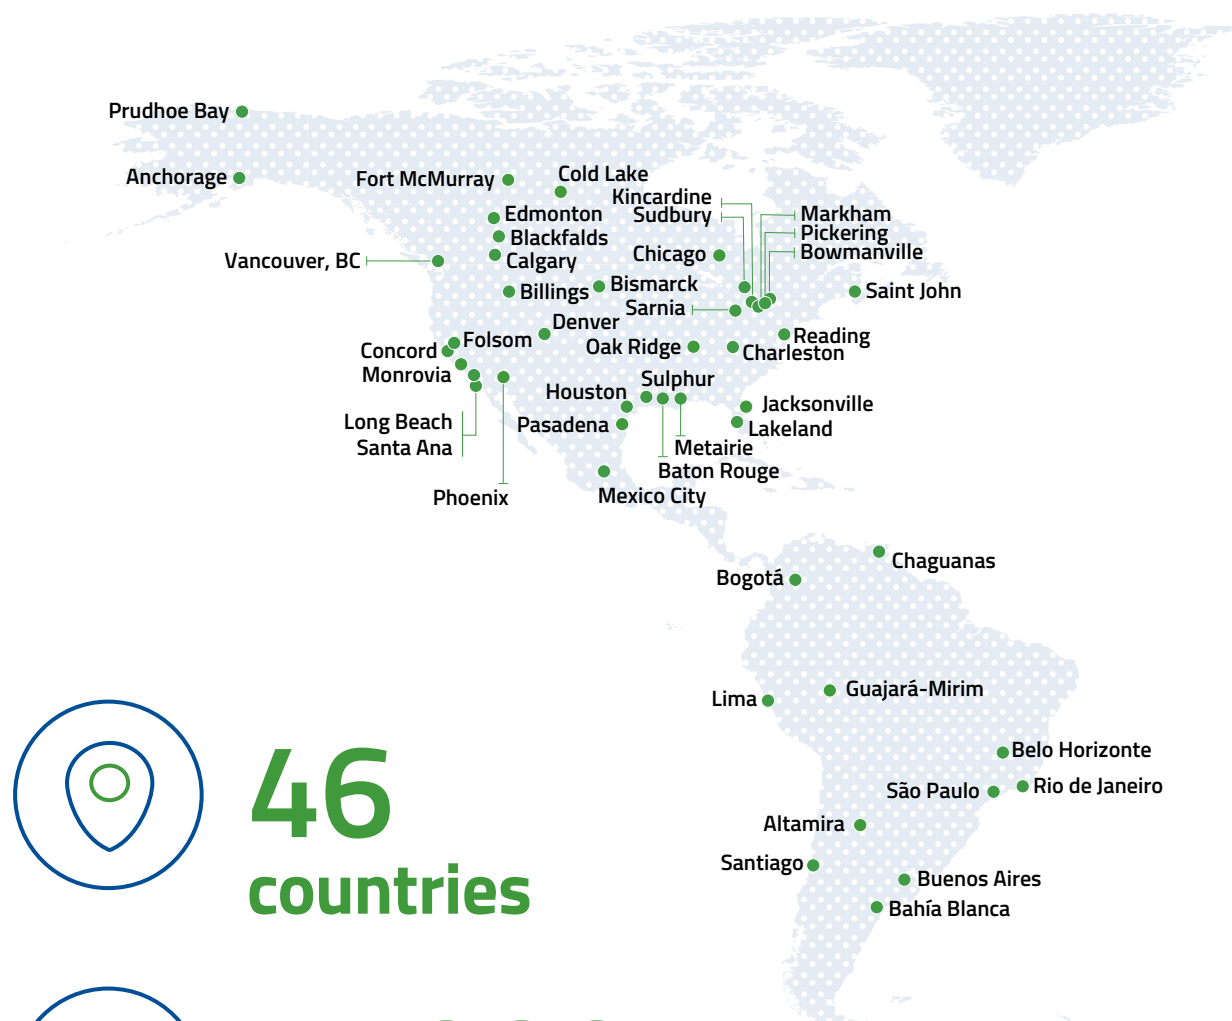 Prudhoe Bay
Anchorage
Fort McMurray
Cold Lake
Kincardine
Sudbury
Markham
Pickering
Bowmanville
Edmonton
Blackfalds
Calgary
Vancouver, BC
Chicago
Billings
Bismarck
Sarnia
Saint John
Denver
Folsom
Concord
Monrovia
Oak Ridge
Reading
Charleston
Sulphur
Houston
Pasadena
Long Beach
Santa Ana
Jacksonville
Lakeland
Metairie
Baton Rouge
Phoenix
Mexico City
Chaguanas
Bogotá
Lima
Guajará-Mirim
Belo Horizonte
São Paulo
Rio de Janeiro
Altamira
Santiago
Buenos Aires
Bahía Blanca
46
countries